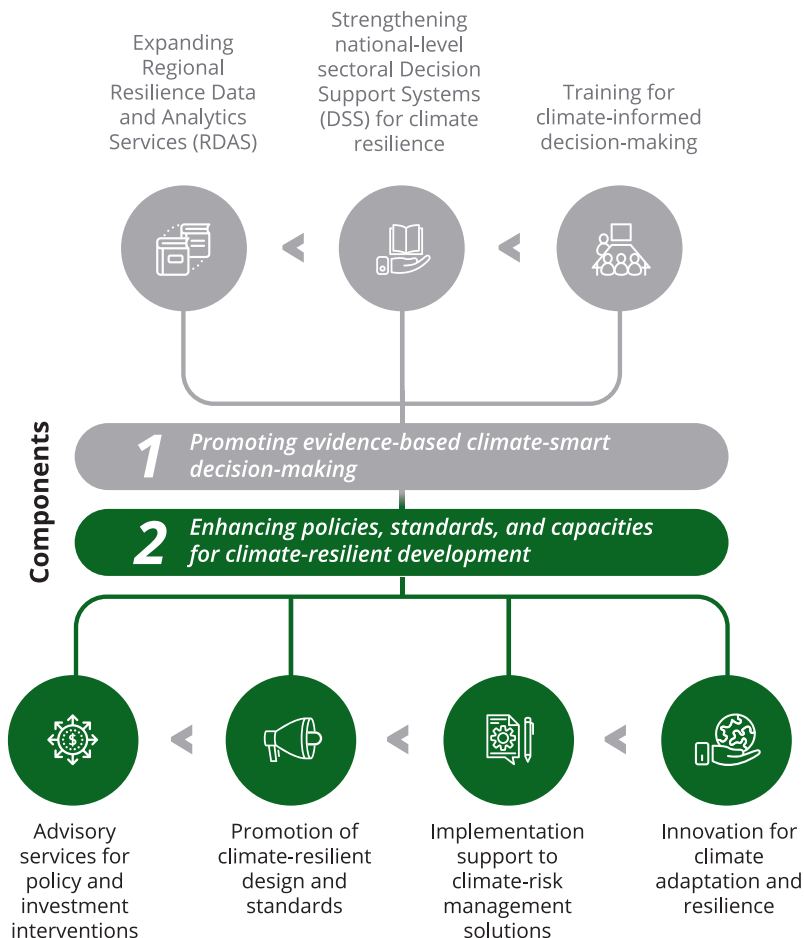 Expanding
Regional
Resilience Data
and Analytics
Services (RDAS)
Strengthening
national-level
sectoral Decision
Support Systems
(DSS) for climate
resilience
Training for
climate-informed
decision-making
Components
1 Promoting evidence-based climate-smart
decision-making
2 Enhancing policies, standards, and capacities
for climate-resilient development
$
Advisory
services for
policy and
investment
interventions
Promotion of
climate-resilient
design and
standards
Implementation
support to
climate-risk
management
solutions
Innovation for
climate
adaptation and
resilience